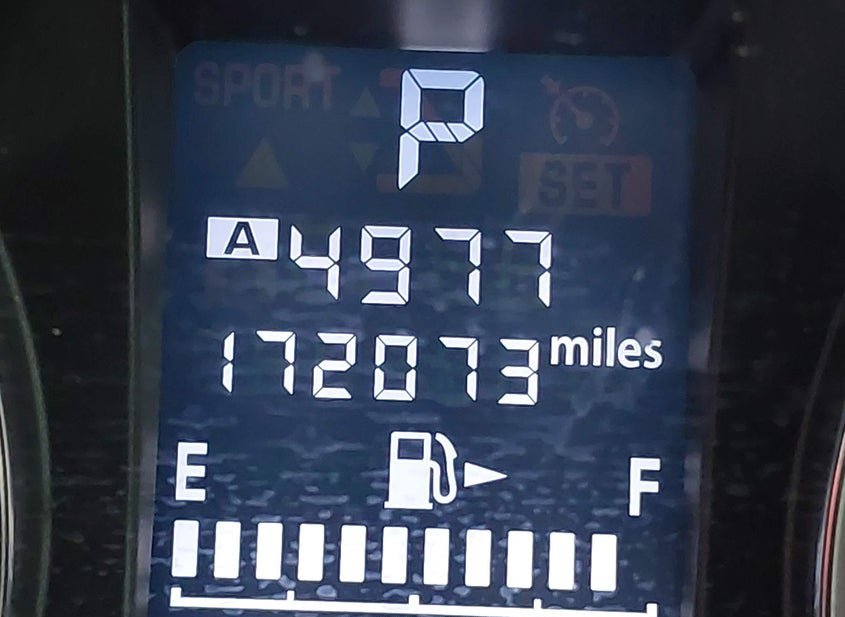 SPORT
P
SET
A 4977
172073 miles
E F